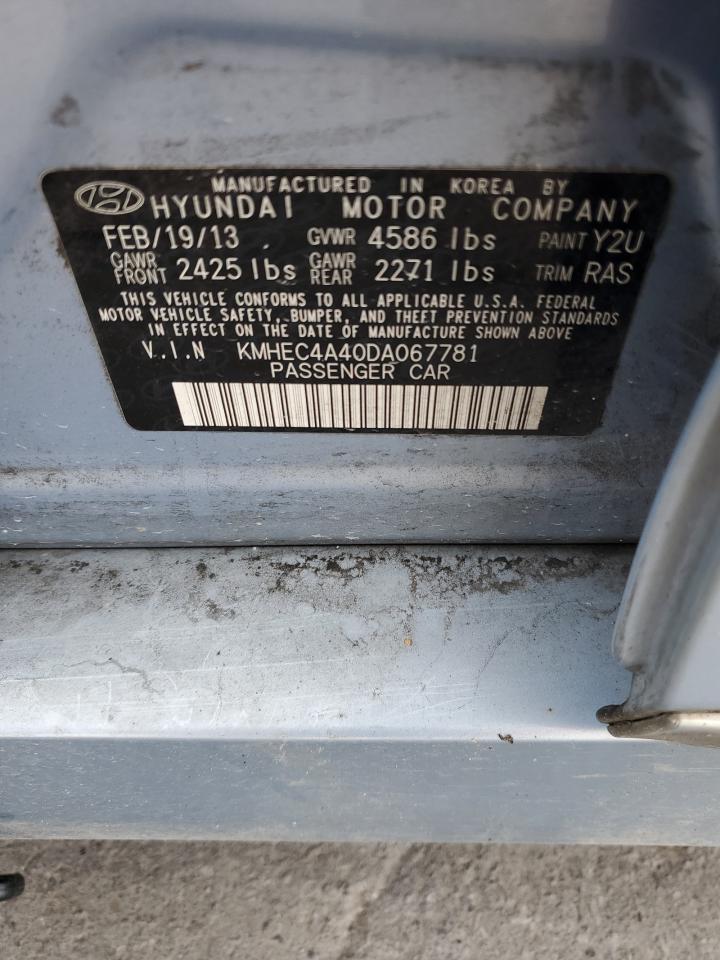 MANUFACTURED IN KOREA BY
HYUNDAI MOTOR COMPANY
FEB/19/13 GVWR 4586 lbs PAINT Y2U
GAWR FRONT 2425 lbs GAWR REAR 2271 lbs TRIM RAS
THIS VEHICLE CONFORMS TO ALL APPLICABLE U.S.A. FEDERAL
MOTOR VEHICLE SAFETY, BUMPER, AND THEFT PREVENTION STANDARDS
IN EFFECT ON THE DATE OF MANUFACTURE SHOWN ABOVE
V.I.N KMHEC4A40DA067781
PASSENGER CAR